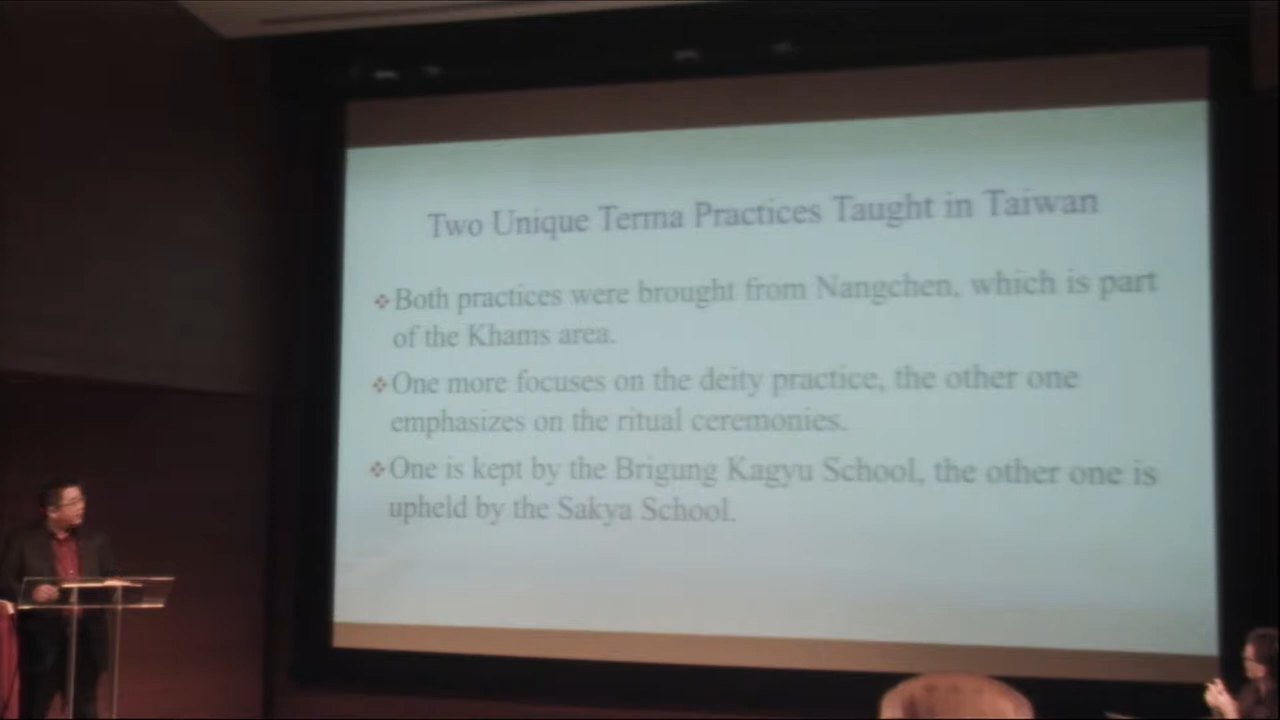 Two Unique Terma Practices Taught in Taiwan
Both practices were brought from Nangchen, which is part
of the Khams area.
One more focuses on the deity practice, the other one
emphasizes on the ritual ceremonies.
One is kept by the Brigung Kagyu School, the other one is
upheld by the Sakya School.